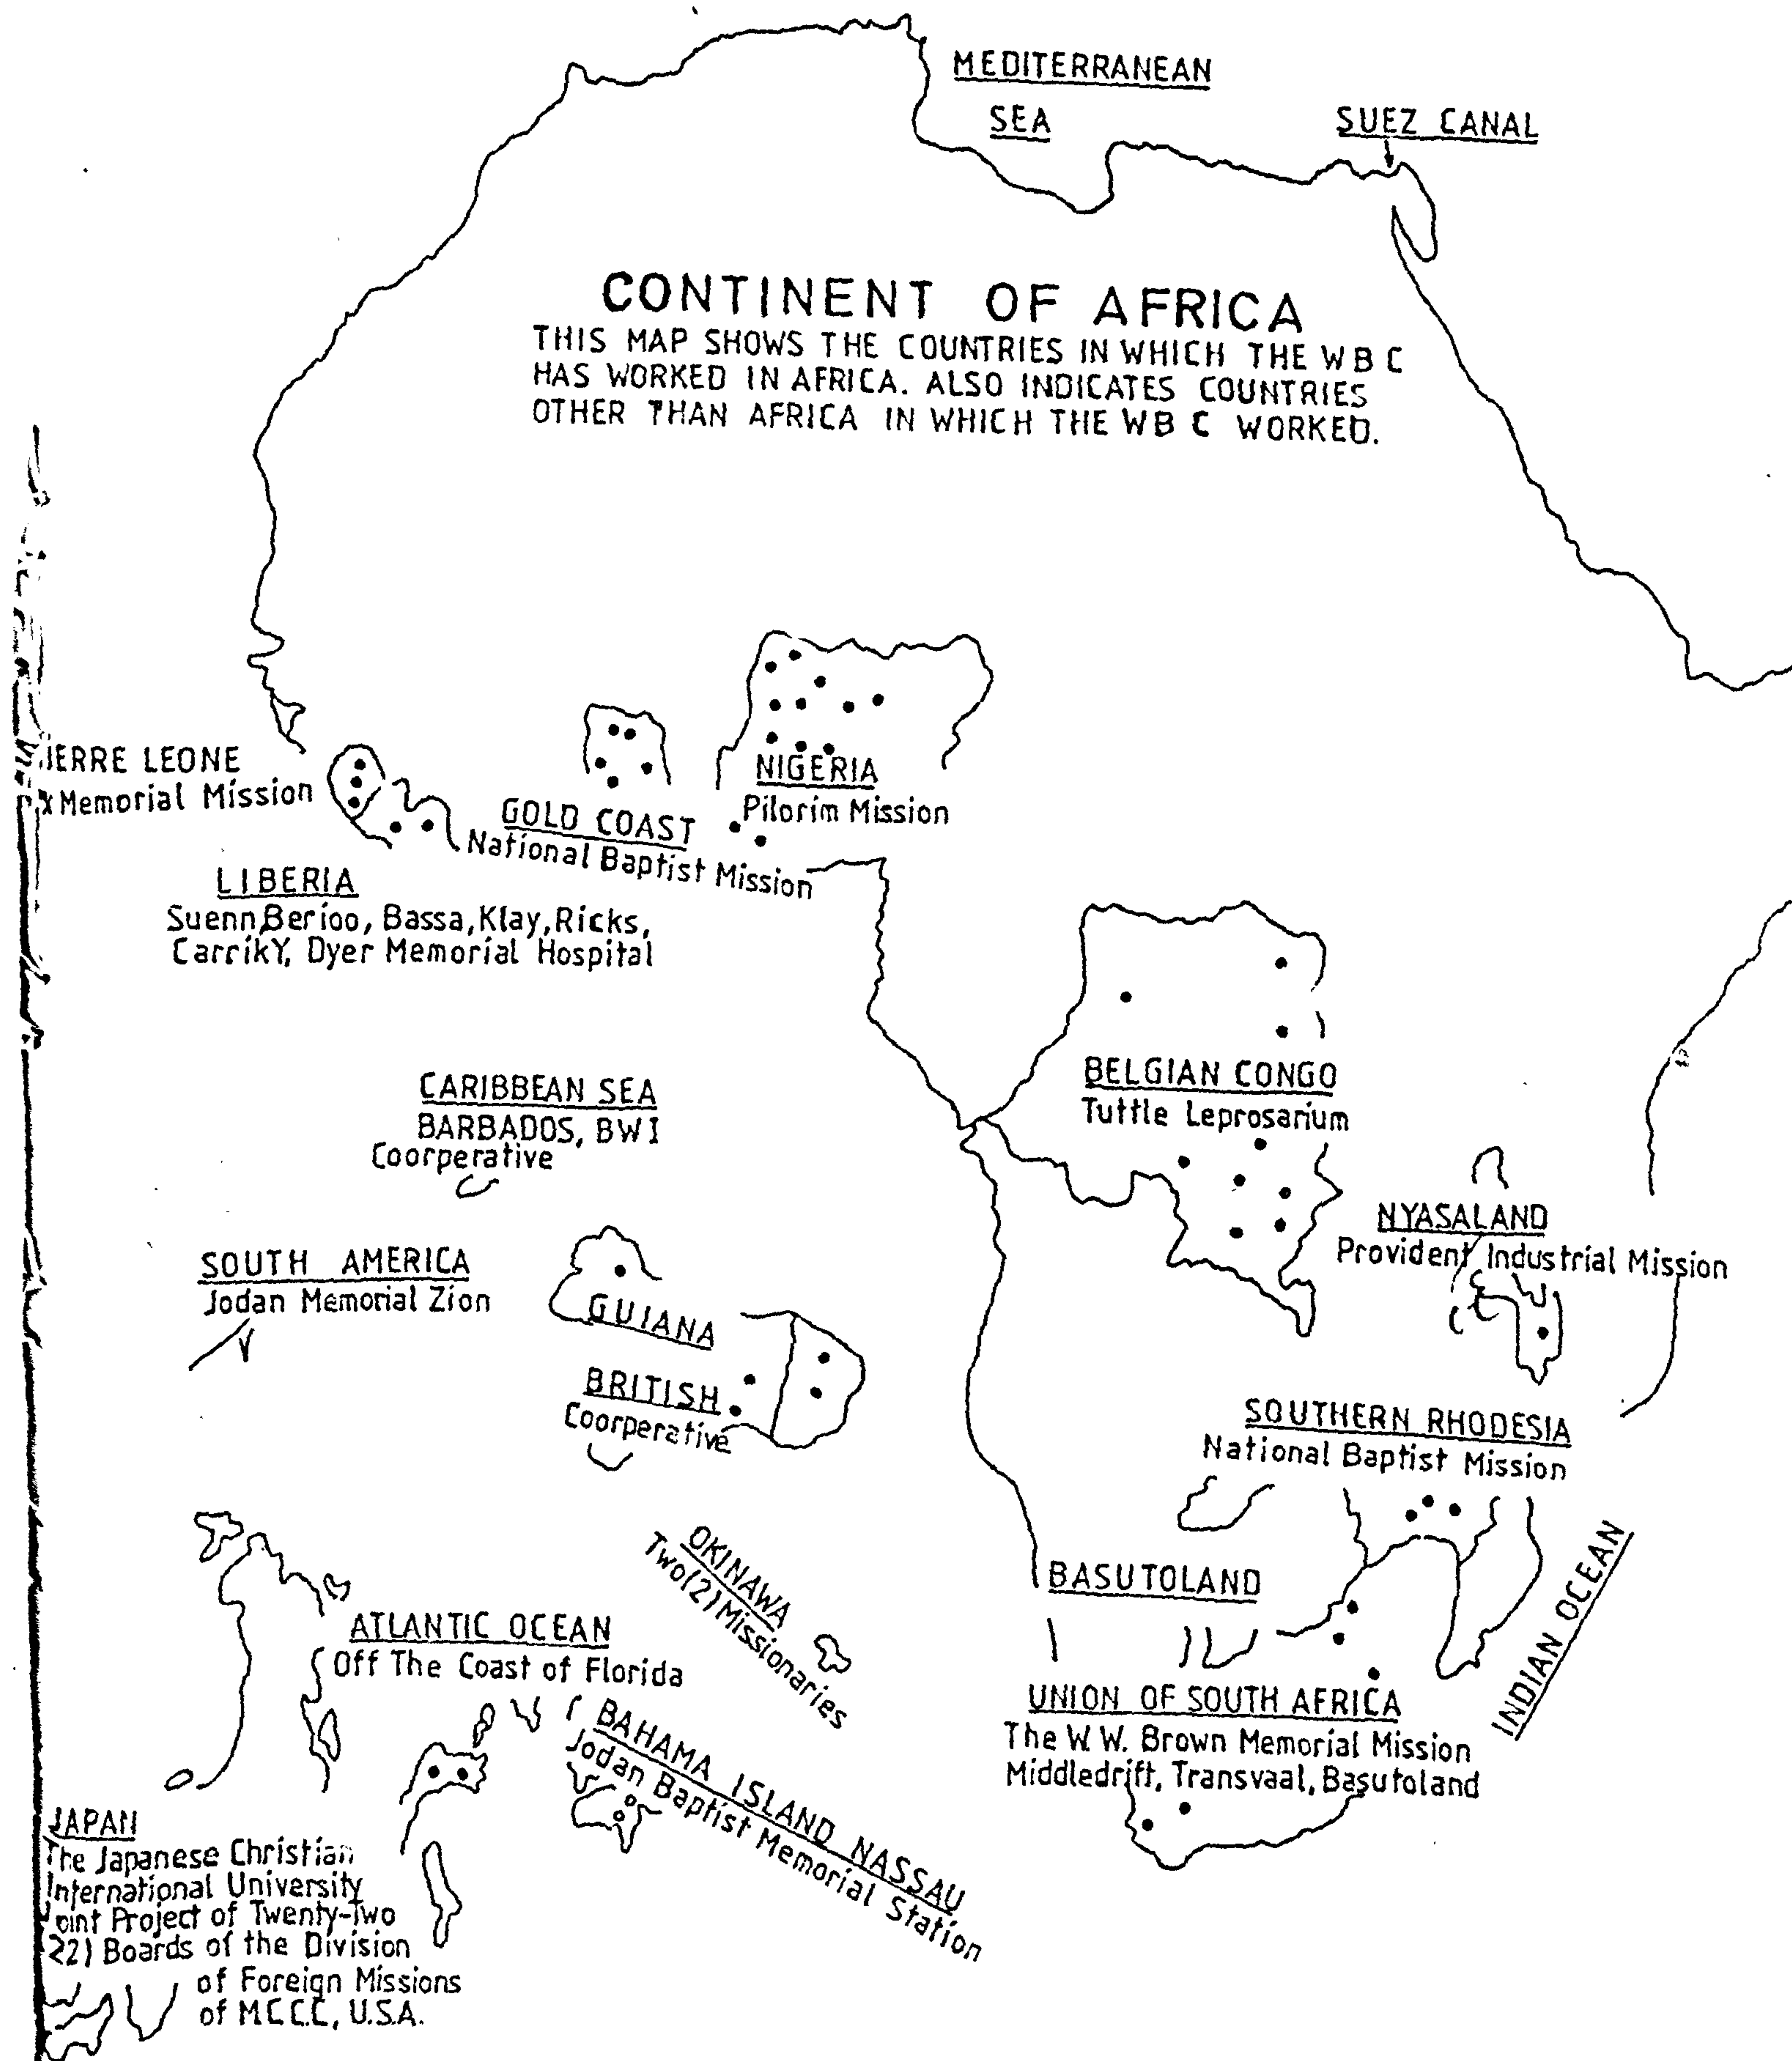 MEDITERRANEAN
SEA
SUEZ CANAL
CONTINENT OF AFRICA
THIS MAP SHOWS THE COUNTRIES IN WHICH THE WBC
HAS WORKED IN AFRICA. ALSO INDICATES COUNTRIES
OTHER THAN AFRICA IN WHICH THE WBC WORKED.
IERRE LEONE
x Memorial Mission
GOLD COAST
National Baptist Mission
NIGERIA
Pilorim Mission
LIBERIA
Suenn,Berioo, Bassa, Klay, Ricks,
CarrikY, Dyer Memorial Hospital
BELGIAN CONGO
Tuttle Leprosarium
CARIBBEAN SEA
BARBADOS, BWI
Coorperative
NYASALAND
Provident Industrial Mission
SOUTH AMERICA
Jodan Memorial Zion
GUIANA
BRITISH
Coorperative
SOUTHERN RHODESIA
National Baptist Mission
OKINAWA
Two(2) Missionaries
BASUTOLAND
INDIAN OCEAN
ATLANTIC OCEAN
Off The Coast of Florida
BAHAMA ISLAND NASSAU
Jodan Baptist Memorial Station
UNION OF SOUTH AFRICA
The W.W. Brown Memorial Mission
Middledrift, Transvaal, Basutoland
JAPAN
The Japanese Christian
International University
Joint Project of Twenty-Two
22) Boards of the Division
of Foreign Missions
of M.C.C.C, U.S.A.